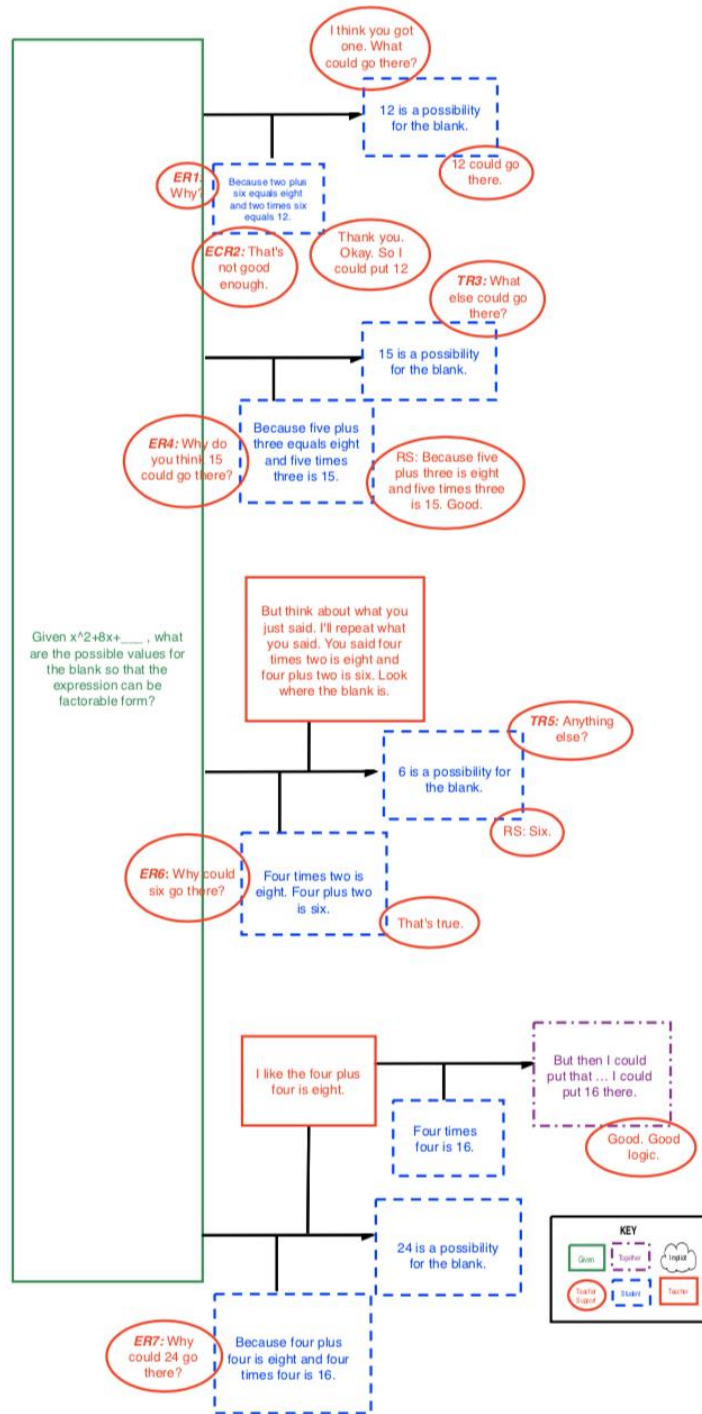 I think you got
one. What
could go there?
12 is a possibility
for the blank.
12 could go
there.
ER1:
Why?
Because two plus
six equals eight
and two times six
equals 12.
ECR2: That's
not good
enough.
Thank you.
Okay. So I
could put 12
TR3: What
else could go
there?
15 is a possibility
for the blank.
ER4: Why do
you think 15
could go there?
Because five plus
three equals eight
and five times
three is 15.
RS: Because five
plus three is eight
and five times three
is 15. Good.
Given x^2+8x+___ , what
are the possible values for
the blank so that the
expression can be
factorable form?
But think about what you
just said. I'll repeat what
you said. You said four
times two is eight and
four plus two is six. Look
where the blank is.
TR5: Anything
else?
6 is a possibility for
the blank.
RS: Six.
ER6: Why could
six go there?
Four times two is
eight. Four plus two
is six.
That's true.
I like the four plus
four is eight.
But then I could
put that ... I could
put 16 there.
Four times
four is 16.
Good. Good
logic.
24 is a possibility
for the blank.
ER7: Why
could 24 go
there?
Because four plus
four is eight and four
times four is 16.
KEY
Given
Together
Implicit
Teacher
Support
Student
Teacher